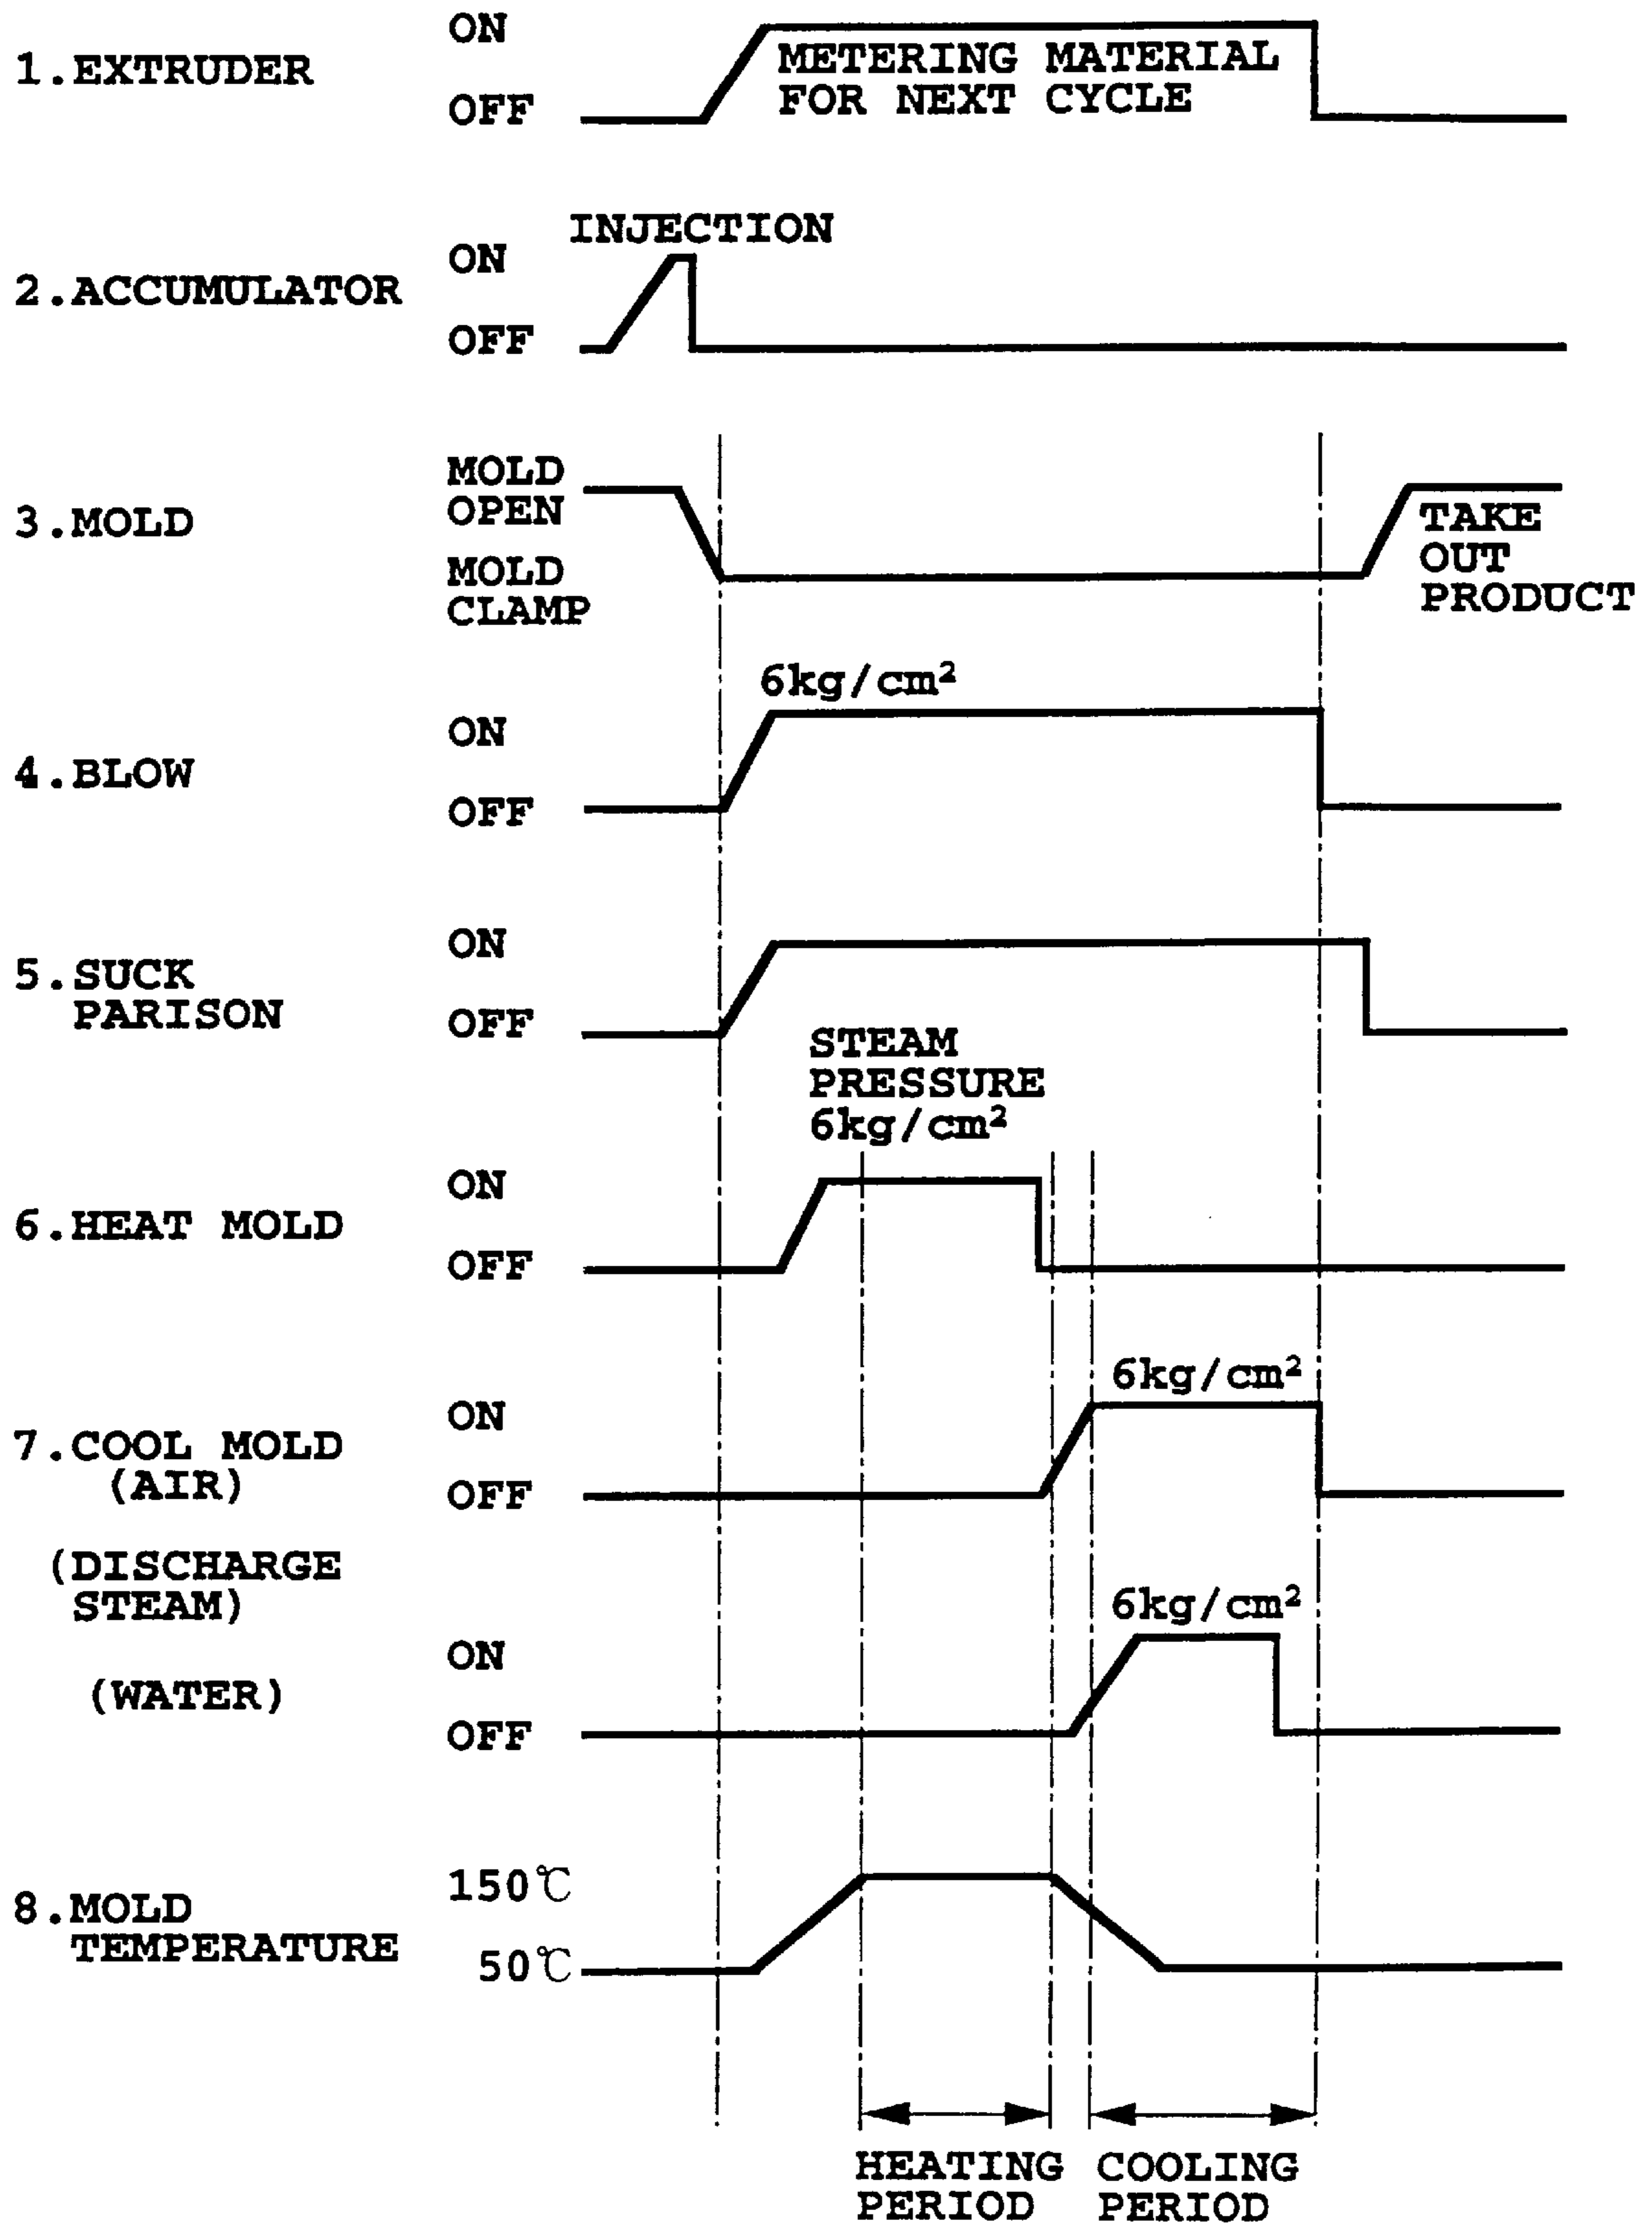 ON
1.EXTRUDER
METERING MATERIAL
FOR NEXT CYCLE
OFF
INJECTION
ON
2.ACCUMULATOR
OFF
MOLD
OPEN
3.MOLD
MOLD
CLAMP
TAKE
OUT
PRODUCT
6kg/cm²
ON
4.BLOW
OFF
ON
5.SUCK
PARISON
OFF
STEAM
PRESSURE
6kg/cm²
ON
6.HEAT MOLD
OFF
6kg/cm²
ON
7.COOL MOLD
(AIR)
OFF
(DISCHARGE
STEAM)
6kg/cm²
ON
(WATER)
OFF
150℃
8.MOLD
TEMPERATURE
50℃
HEATING
PERIOD
COOLING
PERIOD